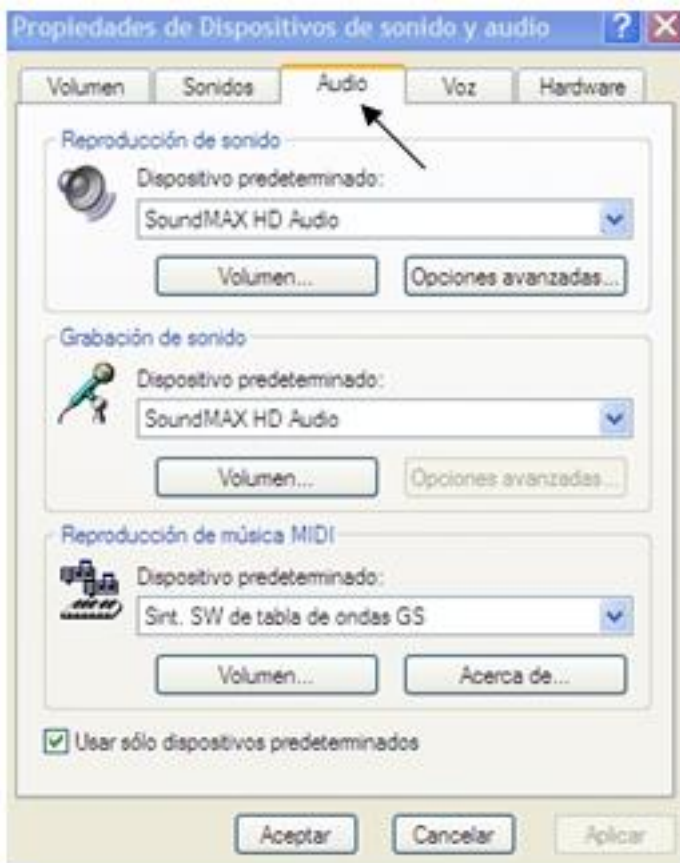 Propiedades de Dispositivos de sonido y audio ?
Volumen Sonidos Audio Voz Hardware
Reproducción de sonido
Dispositivo predeterminado:
SoundMAX HD Audio
Volumen... Opciones avanzadas...
Grabación de sonido
Dispositivo predeterminado:
SoundMAX HD Audio
Volumen... Opciones avanzadas...
Reproducción de música MIDI
Dispositivo predeterminado:
Sint. SW de tabla de ondas GS
Volumen... Acerca de...
Usar sólo dispositivos predeterminados
Aceptar Cancelar Aplicar